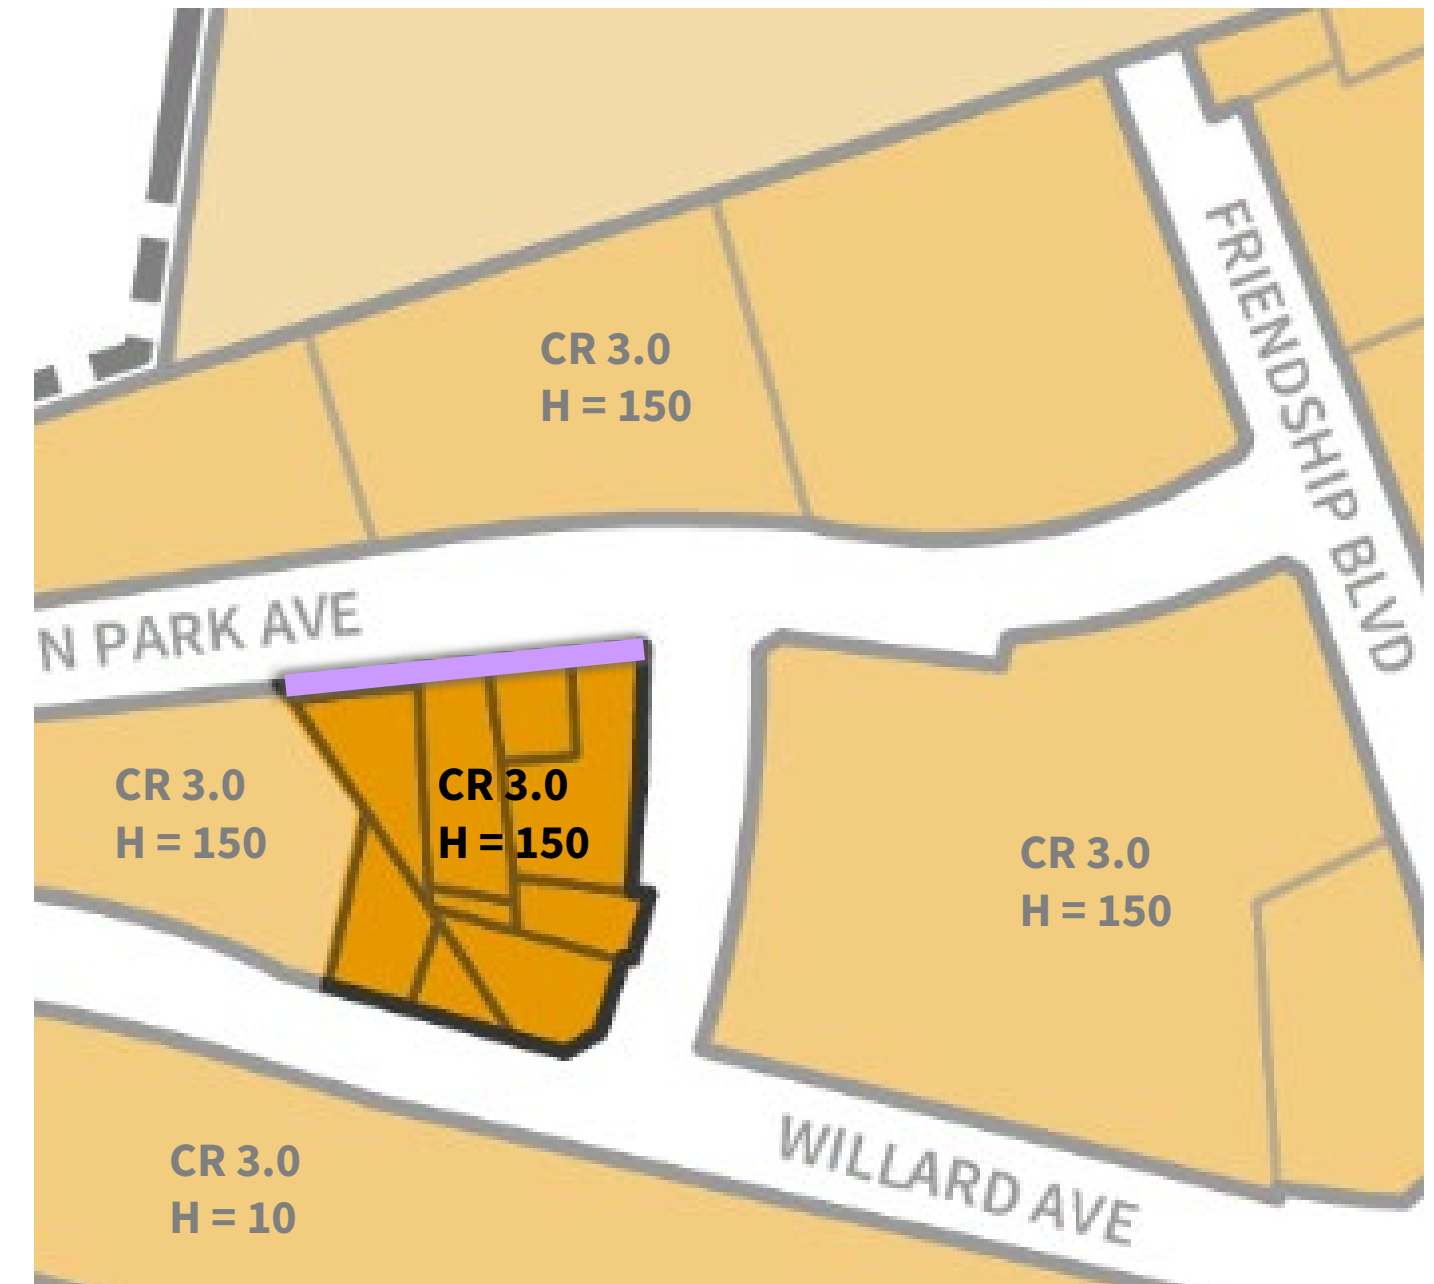 FRIENDSHIP BLVD
CR 3.0
H = 150
N PARK AVE
CR 3.0
H = 150
CR 3.0
H = 150
CR 3.0
H = 150
WILLARD AVE
CR 3.0
H = 10